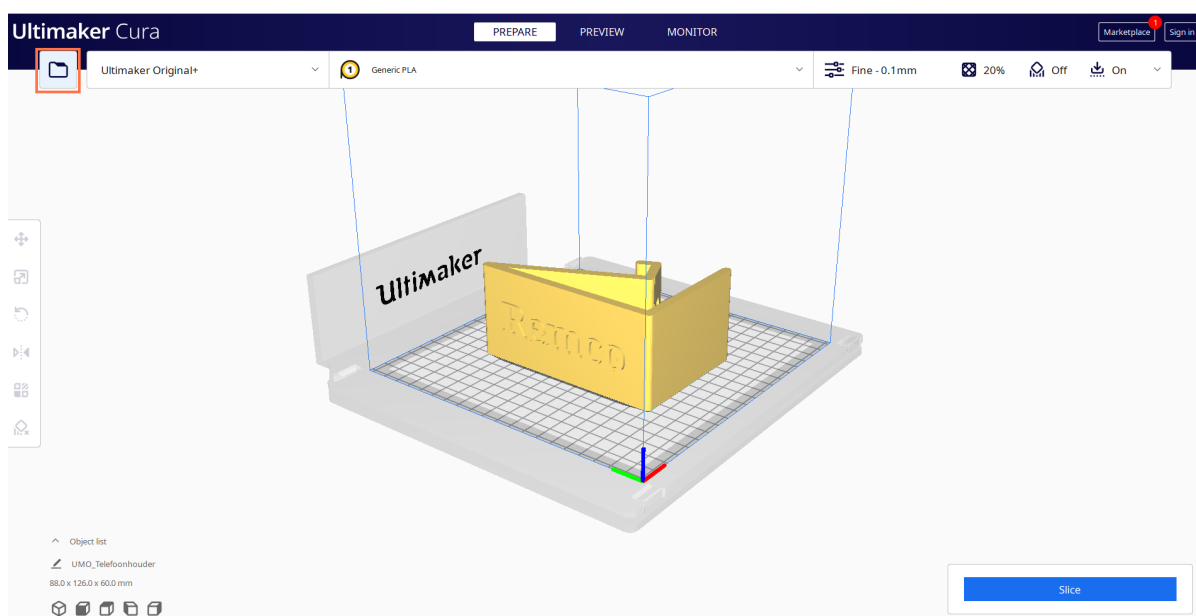 Ultimaker Cura
PREPARE
PREVIEW
MONITOR
Marketplace
1
Sign in
Ultimaker Original+
1
Generic PLA
Fine - 0.1mm
20%
Off
On
Ultimaker
Remco
Object list
UMO_Telefoonhouder
88.0 x 126.0 x 60.0 mm
Slice